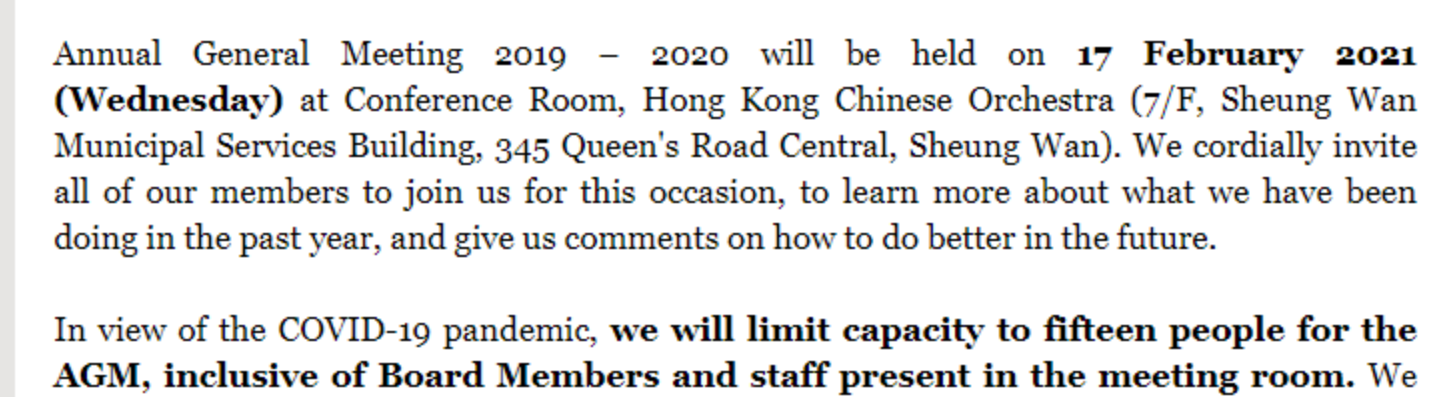 Annual General Meeting 2019 – 2020 will be held on 17 February 2021
(Wednesday) at Conference Room, Hong Kong Chinese Orchestra (7/F, Sheung Wan
Municipal Services Building, 345 Queen's Road Central, Sheung Wan). We cordially invite
all of our members to join us for this occasion, to learn more about what we have been
doing in the past year, and give us comments on how to do better in the future.
In view of the COVID-19 pandemic, we will limit capacity to fifteen people for the
AGM, inclusive of Board Members and staff present in the meeting room. We